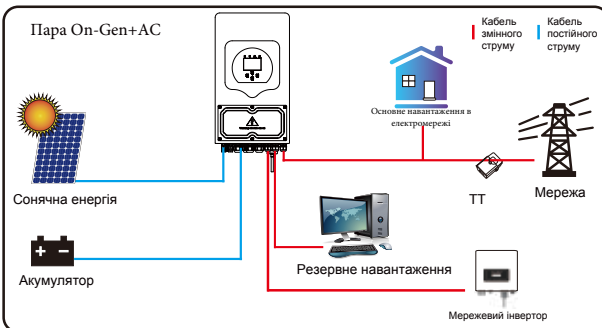 Пара On-Gen+AC
Кабель
змінного
струму
Кабель
постійного
струму
Основне навантаження в
електромережі
Сонячна енергія
ТТ
Мережа
Акумулятор
Резервне навантаження
Мережевий інвертор